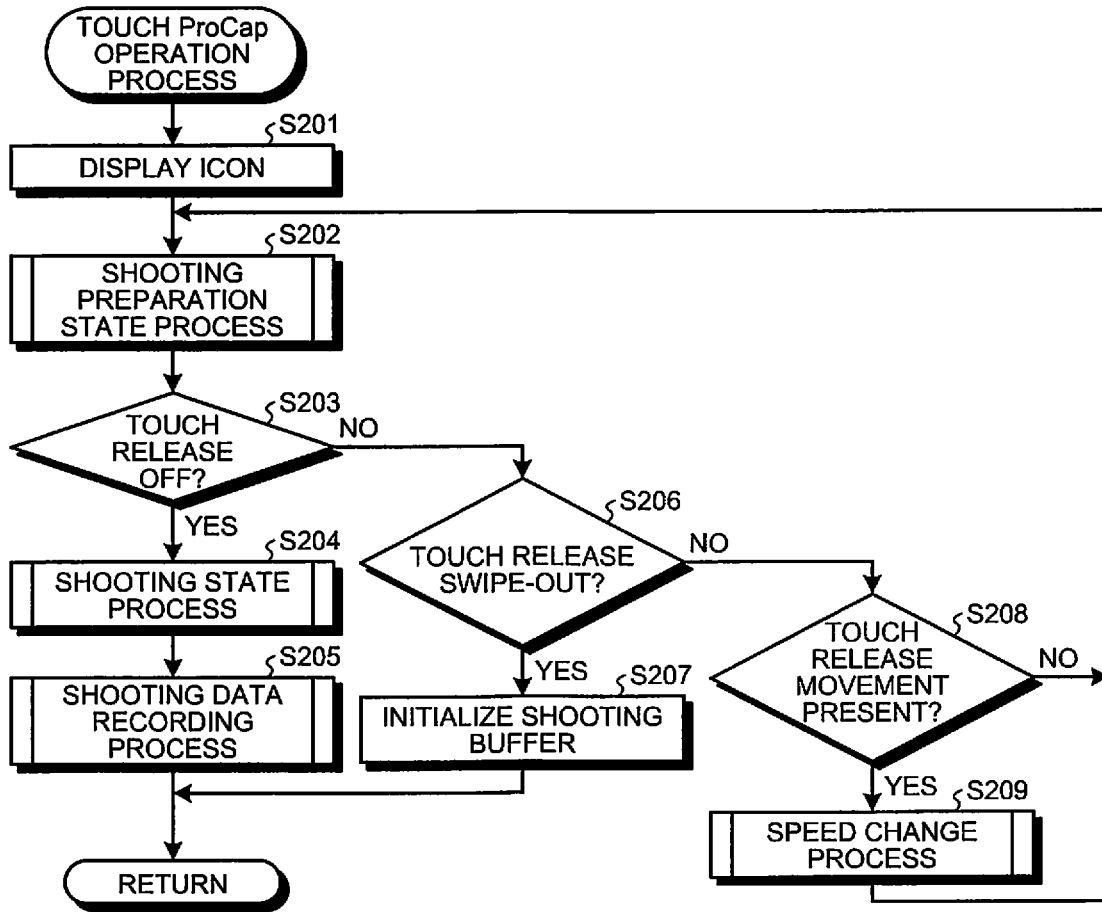 TOUCH ProCap
OPERATION
PROCESS
S201
DISPLAY ICON
S202
SHOOTING
PREPARATION
STATE PROCESS
S203
TOUCH
RELEASE
OFF?
NO
YES
S204
SHOOTING STATE
PROCESS
S205
SHOOTING DATA
RECORDING
PROCESS
S206
TOUCH RELEASE
SWIPE-OUT?
NO
YES
S207
INITIALIZE SHOOTING
BUFFER
S208
TOUCH
RELEASE
MOVEMENT
PRESENT?
NO
YES
S209
SPEED CHANGE
PROCESS
RETURN